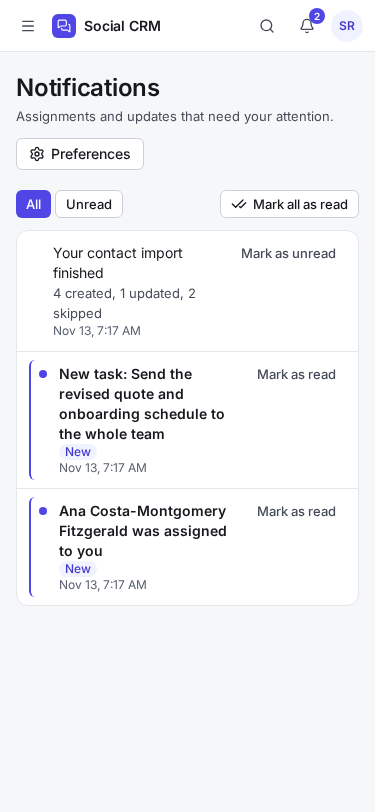 Social CRM
2
SR
Notifications
Assignments and updates that need your attention.
Preferences
All
Unread
Mark all as read
Your contact import
finished
Mark as unread
4 created, 1 updated, 2
skipped
Nov 13, 7:17 AM
New task: Send the
revised quote and
onboarding schedule to
the whole team
Mark as read
New
Nov 13, 7:17 AM
Ana Costa-Montgomery
Fitzgerald was assigned
to you
Mark as read
New
Nov 13, 7:17 AM